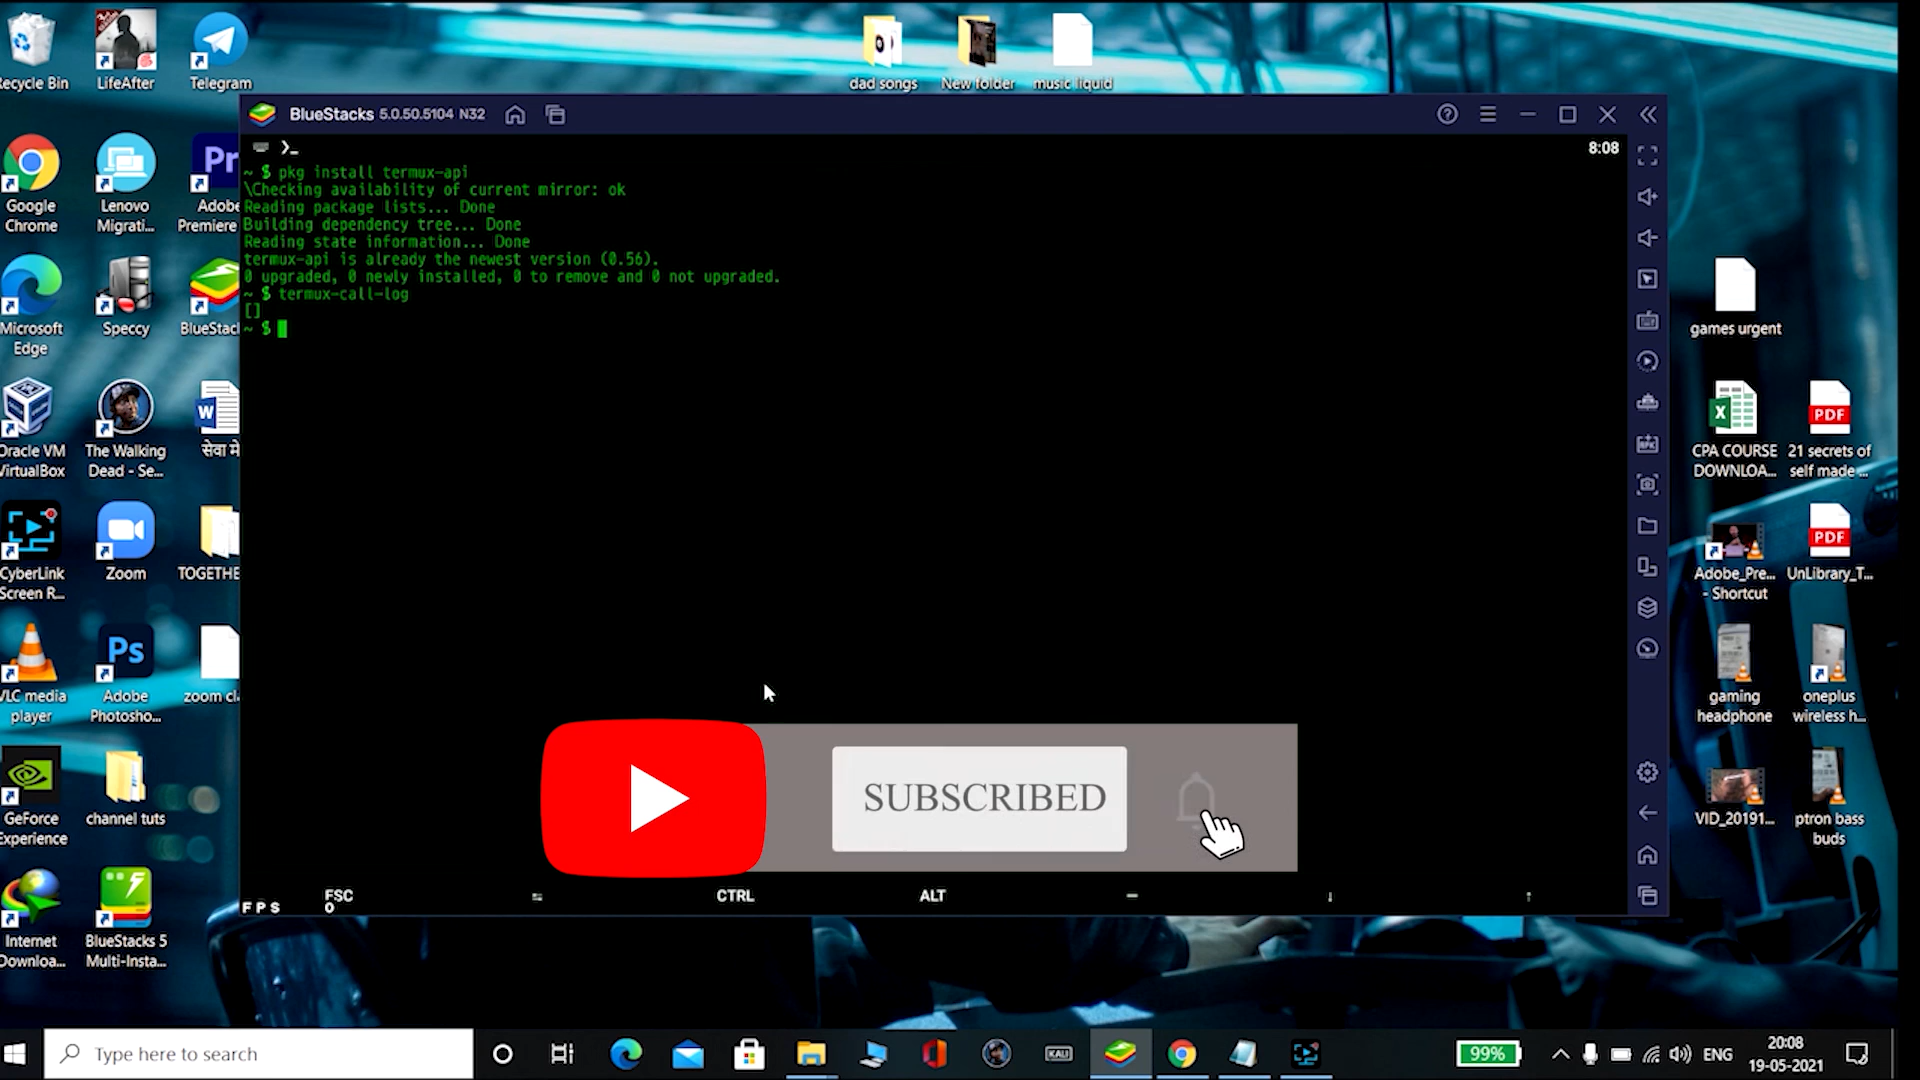 Recycle Bin
LifeAfter
Telegram
dad songs
New folder
music liquid
BlueStacks 5.0.50.5104 N32
8:08
~ $ pkg install termux-api
\Checking availability of current mirror: ok
Reading package lists... Done
Building dependency tree... Done
Reading state information... Done
termux-api is already the newest version (0.56).
0 upgraded, 0 newly installed, 0 to remove and 0 not upgraded.
~ $ termux-call-log
[]
~ $
Google
Chrome
Lenovo
Migrati...
Pr
Adobe
Premiere
Microsoft
Edge
Speccy
BlueStac
Oracle VM
VirtualBox
The Walking
Dead - Se...
W
सेवा में
CyberLink
Screen R...
Zoom
TOGETHE
VLC media
player
Ps
Adobe
Photosho...
zoom cl
GeForce
Experience
channel tuts
Internet
Downloa...
BlueStacks 5
Multi-Insta...
games urgent
X
CPA COURSE
DOWNLOA...
PDF
21 secrets of
self made ...
Adobe_Pre...
- Shortcut
PDF
UnLibrary_T...
gaming
headphone
oneplus
wireless h...
VID_20191...
ptron bass
buds
SUBSCRIBED
FPS
ESC
0
CTRL
ALT
Type here to search
KALI
99%
ENG
20:08
19-05-2021